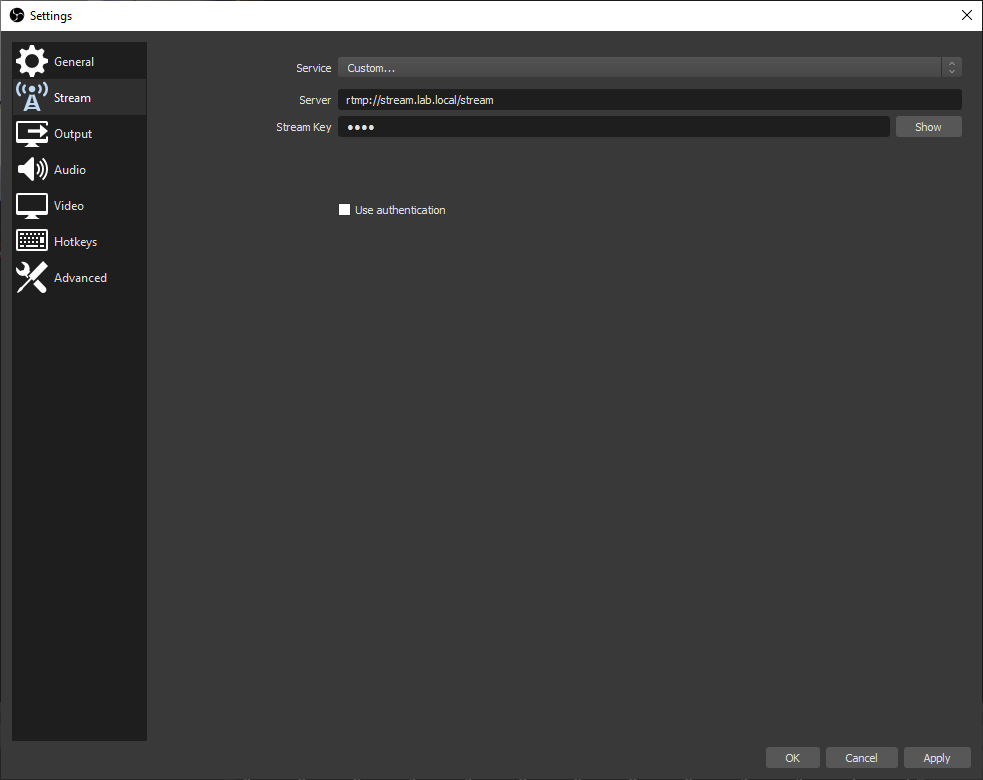 Settings
General
Stream
Output
Audio
Video
Hotkeys
Advanced
Service Custom...
Server rtmp://stream.lab.local/stream
Stream Key ●●●● Show
Use authentication
OK Cancel Apply